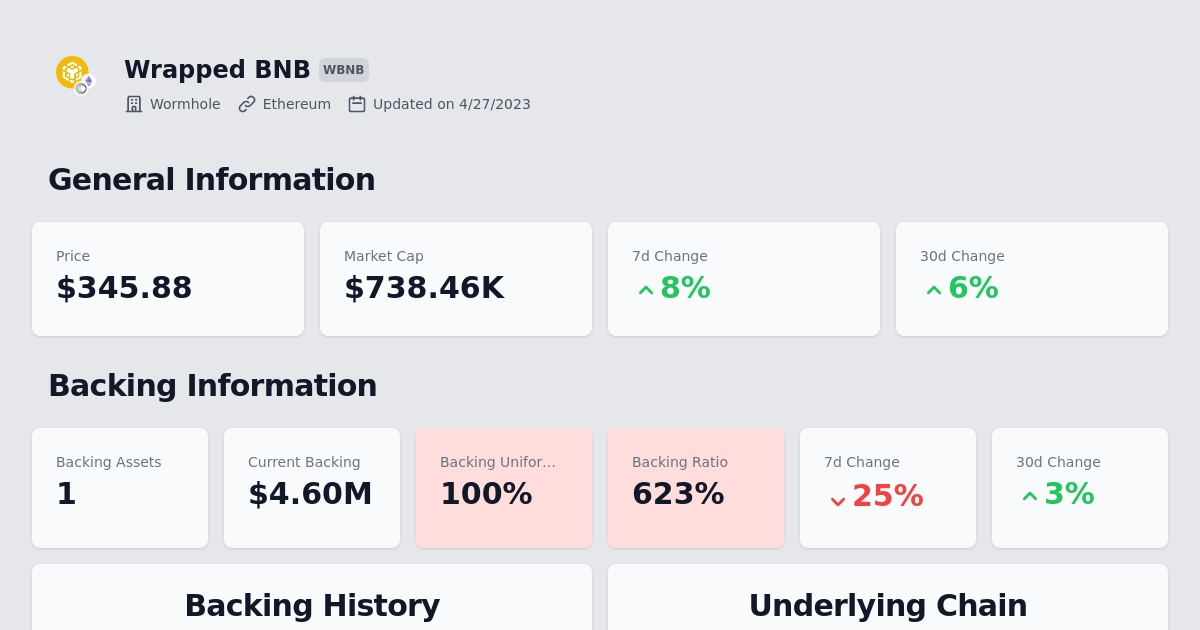 Wrapped BNB WBNB
Wormhole Ethereum Updated on 4/27/2023
General Information
Price
$345.88
Market Cap
$738.46K
7d Change
8%
30d Change
6%
Backing Information
Backing Assets
1
Current Backing
$4.60M
Backing Unifor...
100%
Backing Ratio
623%
7d Change
25%
30d Change
3%
Backing History
Underlying Chain